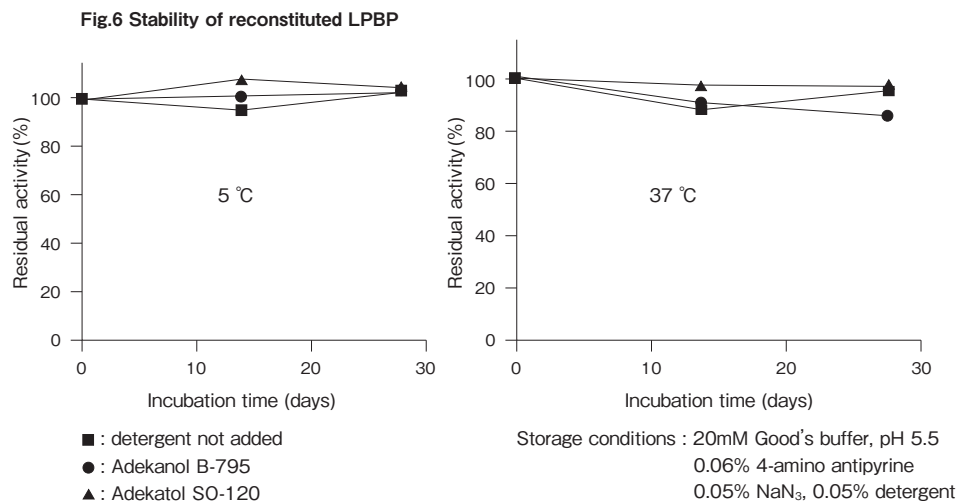 Fig.6 Stability of reconstituted LPBP
Residual activity (%)
100
80
60
40
20
0
5 ℃
0
10
20
30
Incubation time (days)
■ : detergent not added
● : Adekanol B-795
▲ : Adekatol SO-120
Residual activity (%)
100
80
60
40
20
0
37 ℃
0
10
20
30
Incubation time (days)
Storage conditions : 20mM Good's buffer, pH 5.5
0.06% 4-amino antipyrine
0.05% NaN₃, 0.05% detergent